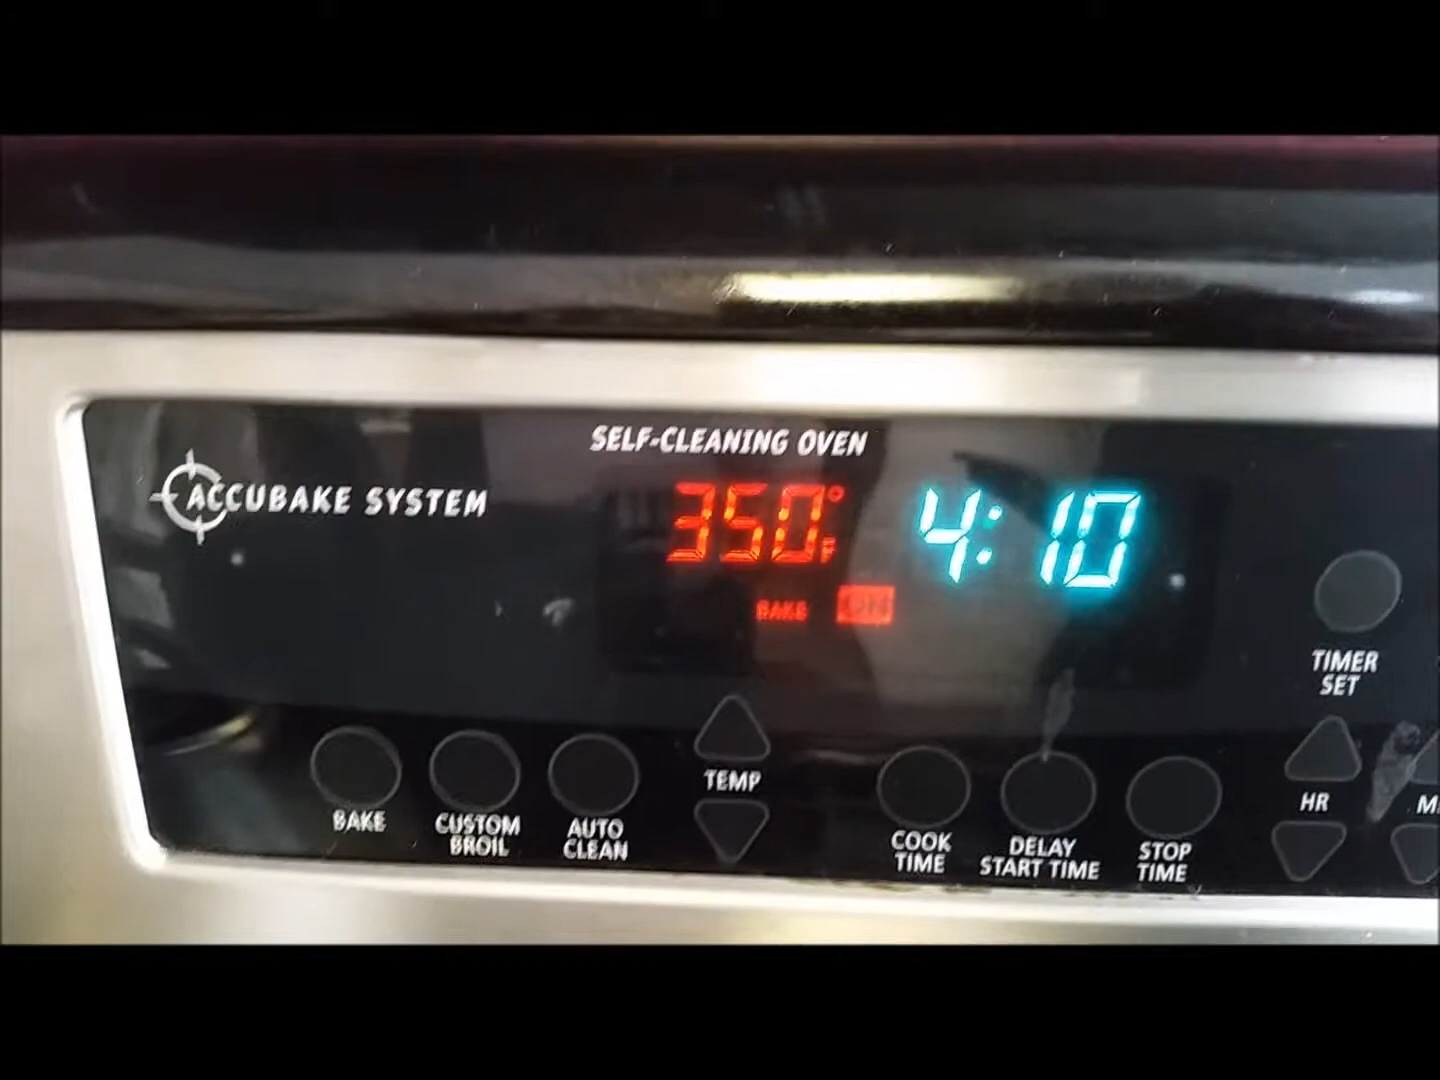 SELF-CLEANING OVEN
ACCUBAKE SYSTEM
350°F 4:10
BAKE ON
TIMER
SET
TEMP
HR
BAKE
CUSTOM
BROIL
AUTO
CLEAN
COOK
TIME
DELAY
START TIME
STOP
TIME